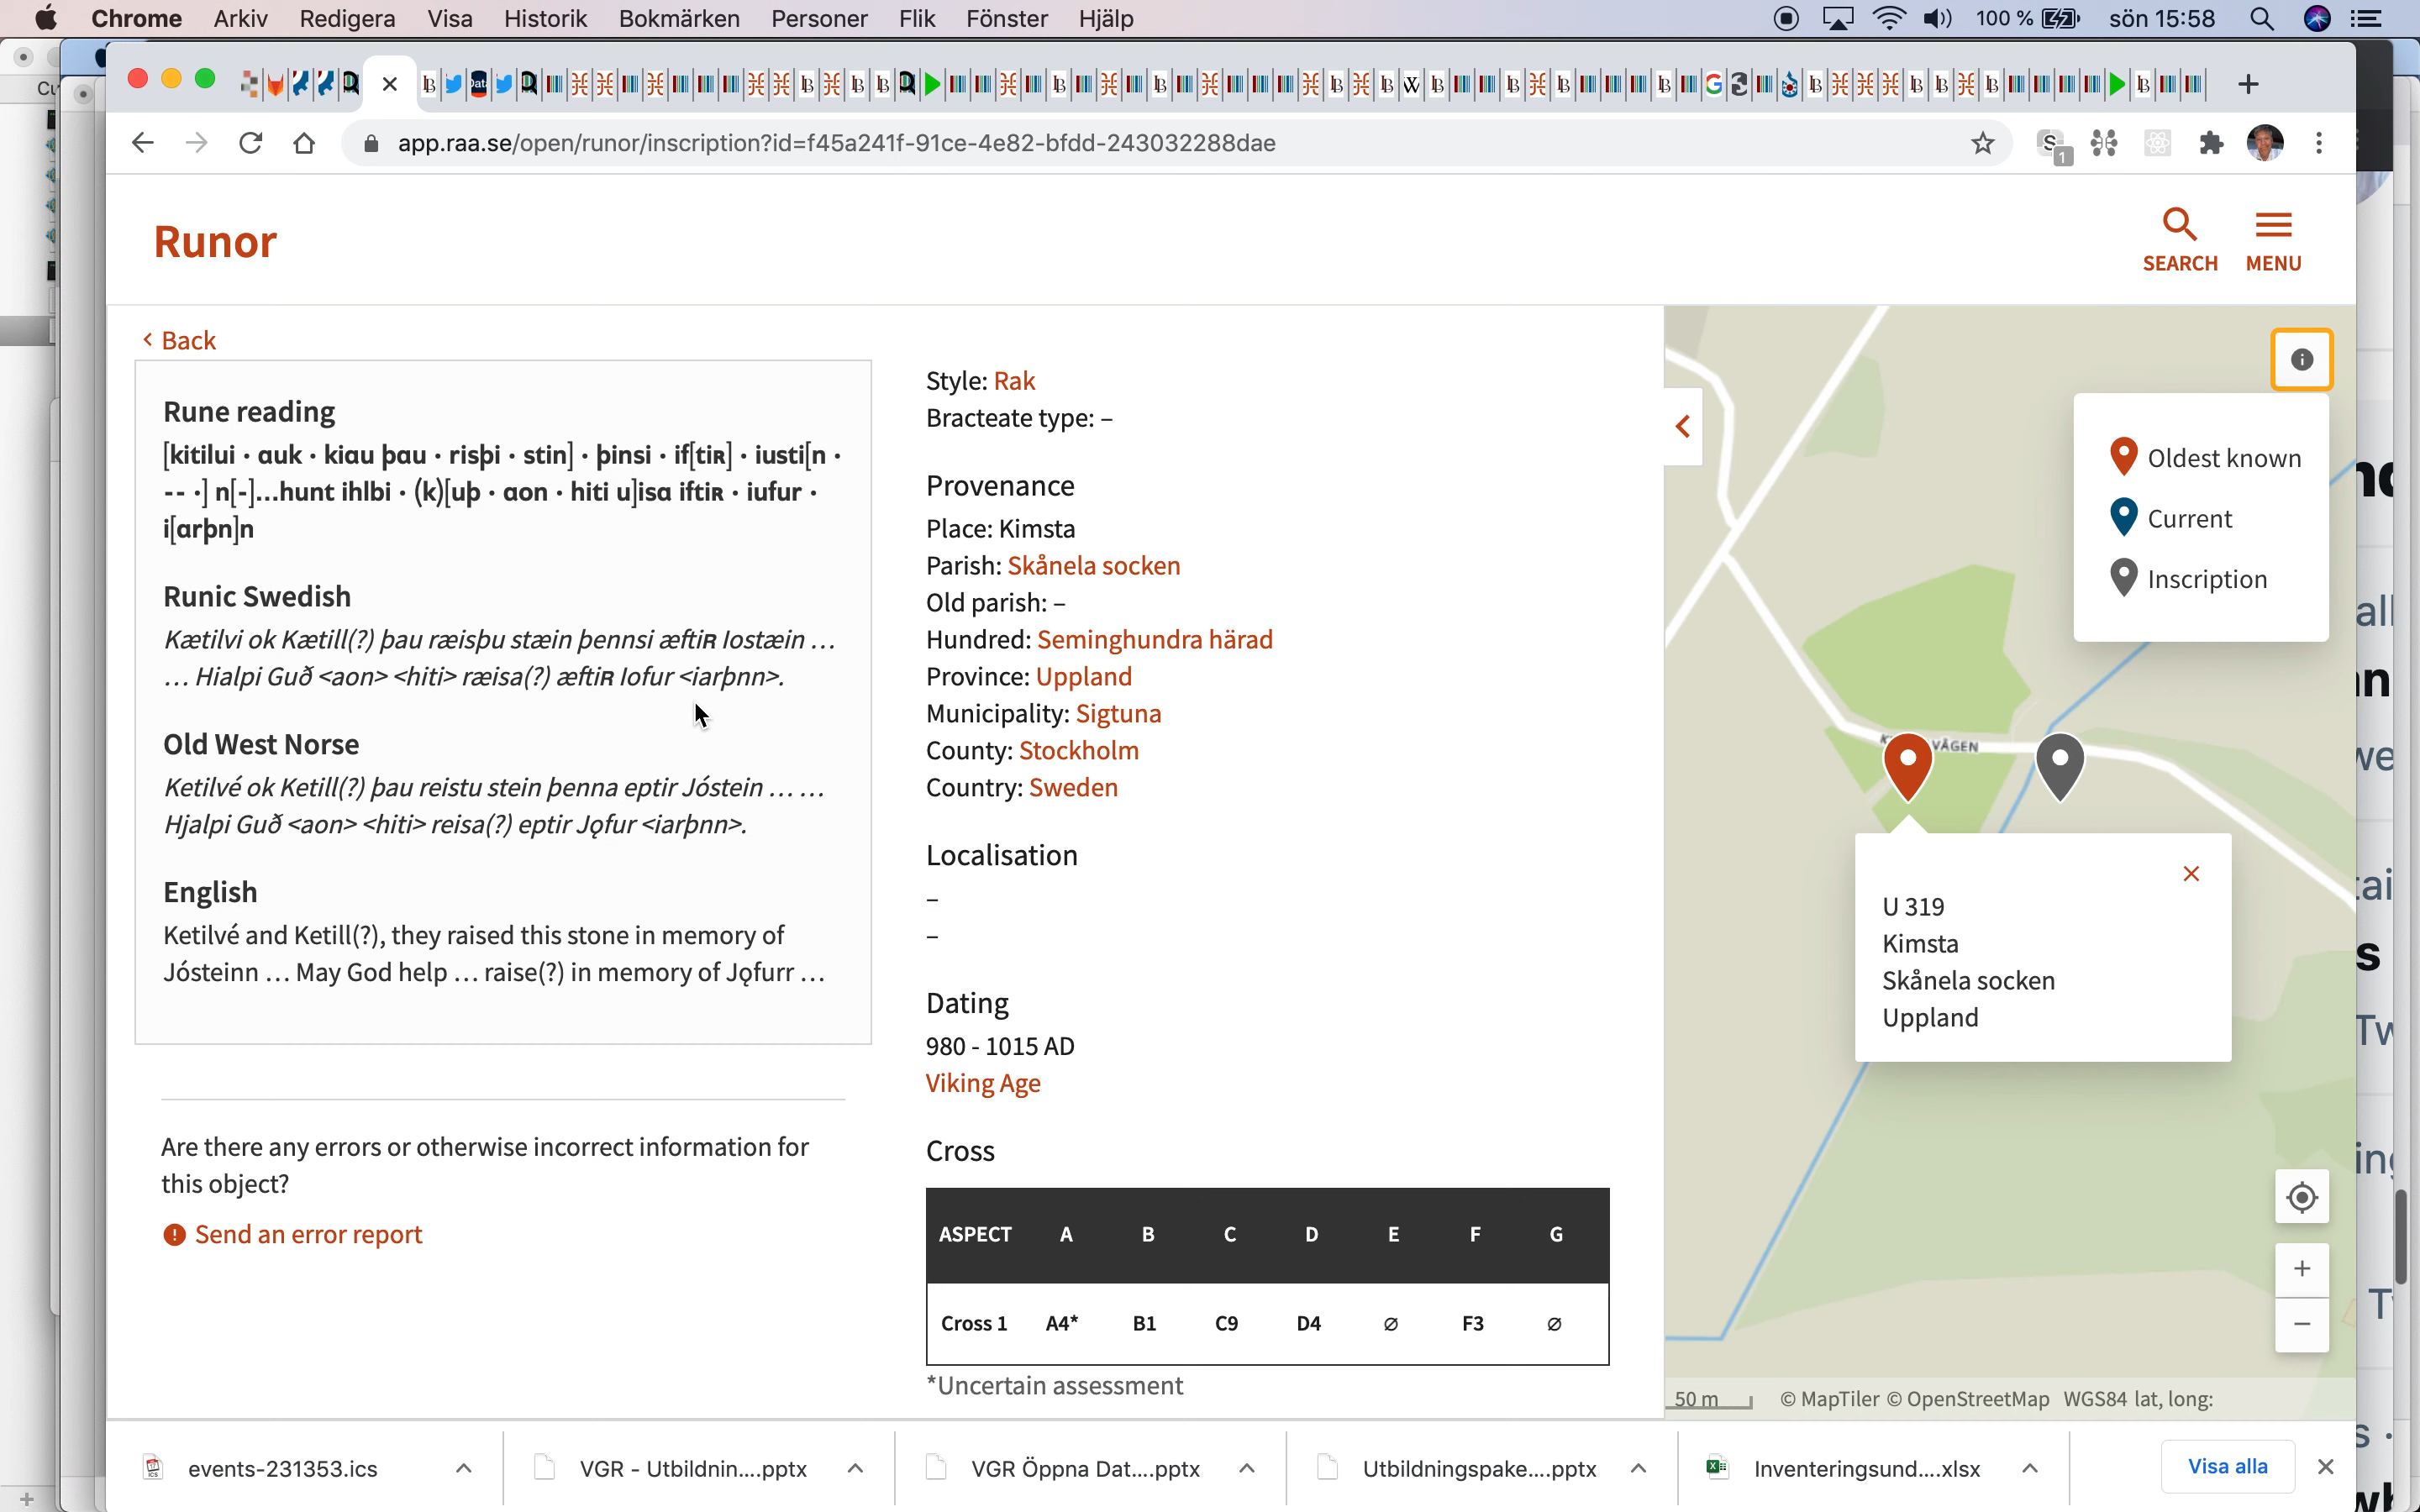 Chrome Arkiv Redigera Visa Historik Bokmärken Personer Flik Fönster Hjälp 100 % sön 15:58
app.raa.se/open/runor/inscription?id=f45a241f-91ce-4e82-bfdd-243032288dae
Runor
SEARCH MENU
Back
Rune reading
[kitilui · auk · kiau þau · risþi · stin] · þinsi · if[tiʀ] · iusti[n ·
-- ·] n[-]...hunt ihlbi · (k)[uþ · aon · hiti u]isa iftiʀ · iufur ·
i[arþn]n
Runic Swedish
Kætilvi ok Kætill(?) þau ræisþu stæin þennsi æftiʀ Iostæin ...
... Hialpi Guð <aon> <hiti> ræisa(?) æftiʀ Iofur <iarþnn>.
Old West Norse
Ketilvé ok Ketill(?) þau reistu stein þenna eptir Jóstein ... ...
Hjalpi Guð <aon> <hiti> reisa(?) eptir Jǫfur <iarþnn>.
English
Ketilvé and Ketill(?), they raised this stone in memory of
Jósteinn ... May God help ... raise(?) in memory of Jǫfurr ...
Are there any errors or otherwise incorrect information for
this object?
Send an error report
Style: Rak
Bracteate type: –
Provenance
Place: Kimsta
Parish: Skånela socken
Old parish: –
Hundred: Seminghundra härad
Province: Uppland
Municipality: Sigtuna
County: Stockholm
Country: Sweden
Localisation
–
–
Dating
980 - 1015 AD
Viking Age
Cross
ASPECT A B C D E F G
Cross 1 A4* B1 C9 D4 ∅ F3 ∅
*Uncertain assessment
Oldest known
Current
Inscription
VÄGEN
U 319
Kimsta
Skånela socken
Uppland
50 m © MapTiler © OpenStreetMap WGS84 lat, long:
events-231353.ics VGR - Utbildnin....pptx VGR Öppna Dat....pptx Utbildningspake....pptx Inventeringsund....xlsx Visa alla